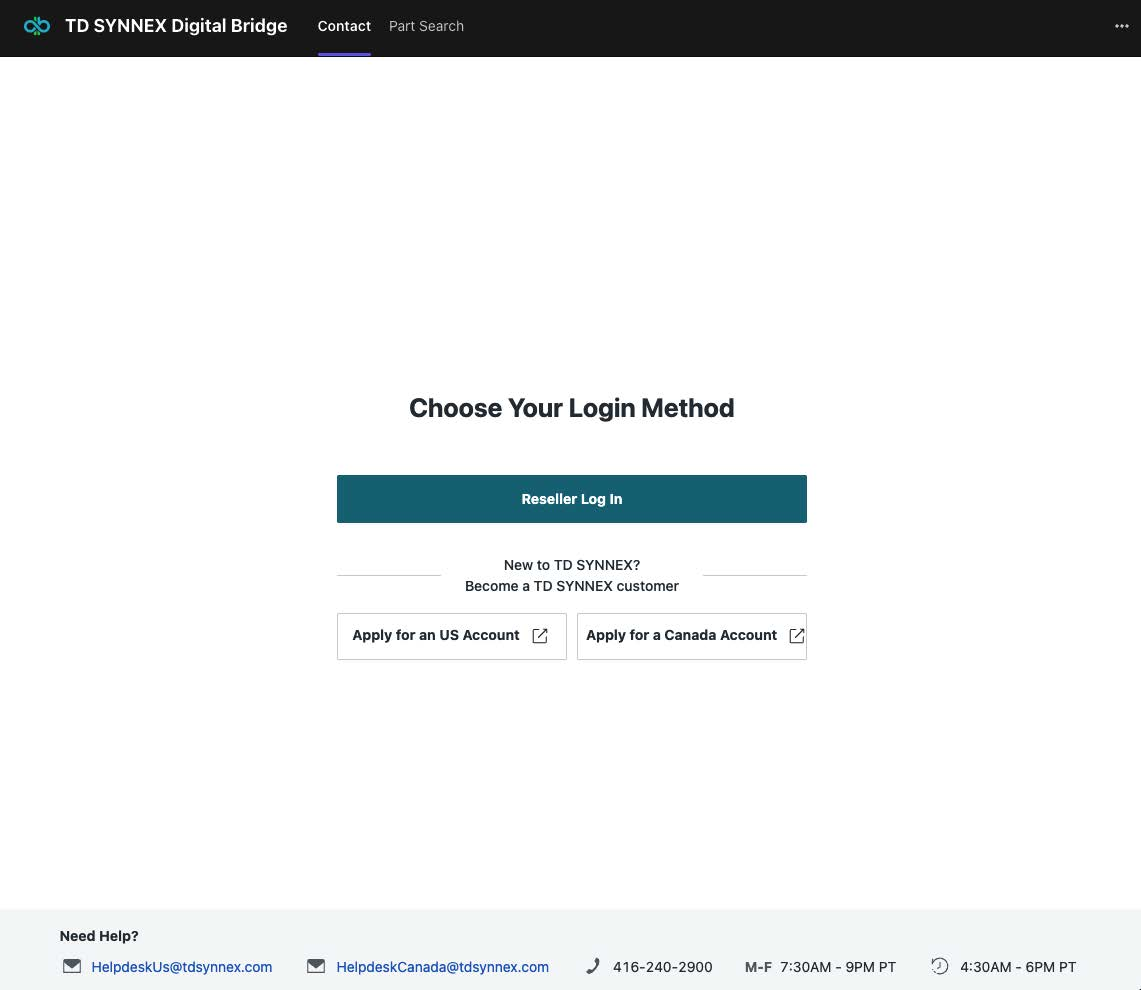 TD SYNNEX Digital Bridge Contact Part Search
Choose Your Login Method
Reseller Log In
New to TD SYNNEX?
Become a TD SYNNEX customer
Apply for an US Account Apply for a Canada Account
Need Help?
HelpdeskUs@tdsynnex.com HelpdeskCanada@tdsynnex.com 416-240-2900 M-F 7:30AM - 9PM PT 4:30AM - 6PM PT